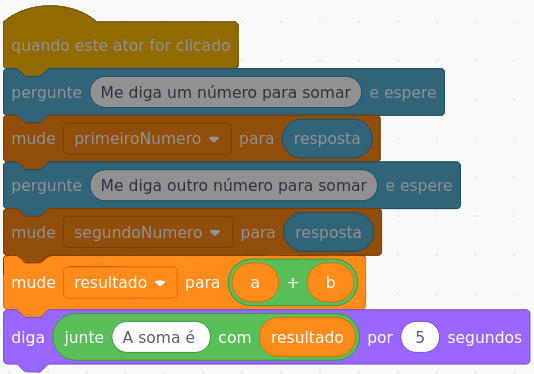 quando este ator for clicado
pergunte Me diga um número para somar e espere
mude primeiroNumero para resposta
pergunte Me diga outro número para somar e espere
mude segundoNumero para resposta
mude resultado para a + b
diga junte A soma é com resultado por 5 segundos